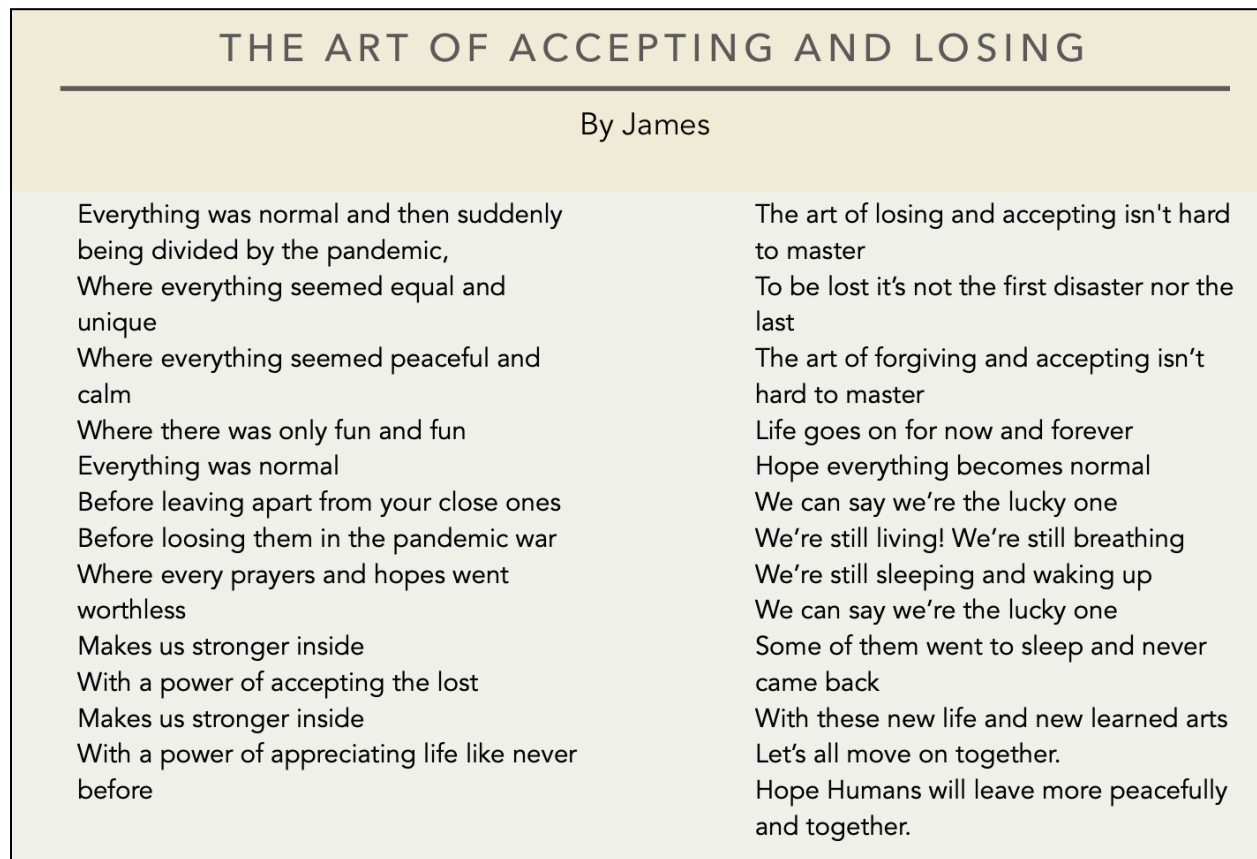 THE ART OF ACCEPTING AND LOSING
By James
Everything was normal and then suddenly
being divided by the pandemic,
Where everything seemed equal and
unique
Where everything seemed peaceful and
calm
Where there was only fun and fun
Everything was normal
Before leaving apart from your close ones
Before loosing them in the pandemic war
Where every prayers and hopes went
worthless
Makes us stronger inside
With a power of accepting the lost
Makes us stronger inside
With a power of appreciating life like never
before
The art of losing and accepting isn't hard
to master
To be lost it’s not the first disaster nor the
last
The art of forgiving and accepting isn’t
hard to master
Life goes on for now and forever
Hope everything becomes normal
We can say we’re the lucky one
We’re still living! We’re still breathing
We’re still sleeping and waking up
We can say we’re the lucky one
Some of them went to sleep and never
came back
With these new life and new learned arts
Let’s all move on together.
Hope Humans will leave more peacefully
and together.